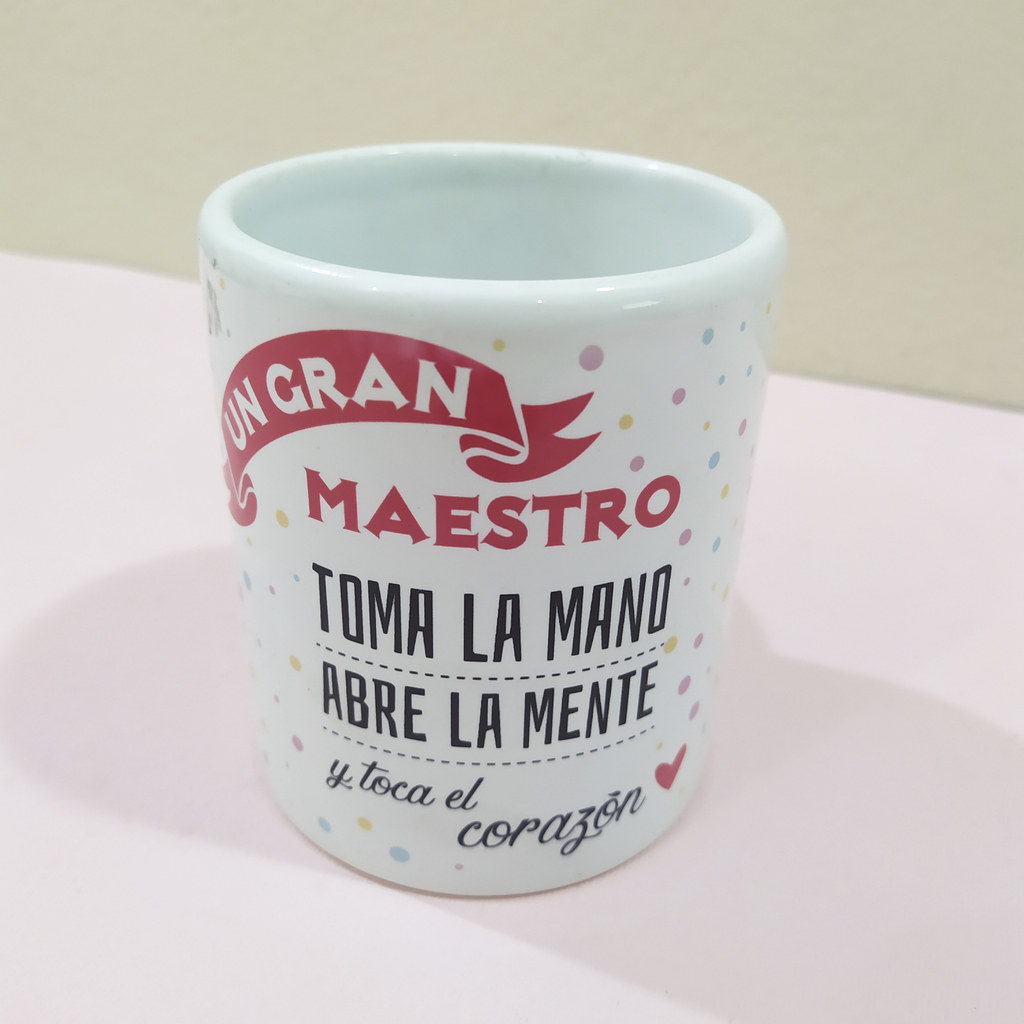 UN GRAN
MAESTRO
TOMA LA MANO
ABRE LA MENTE
y toca el
corazón